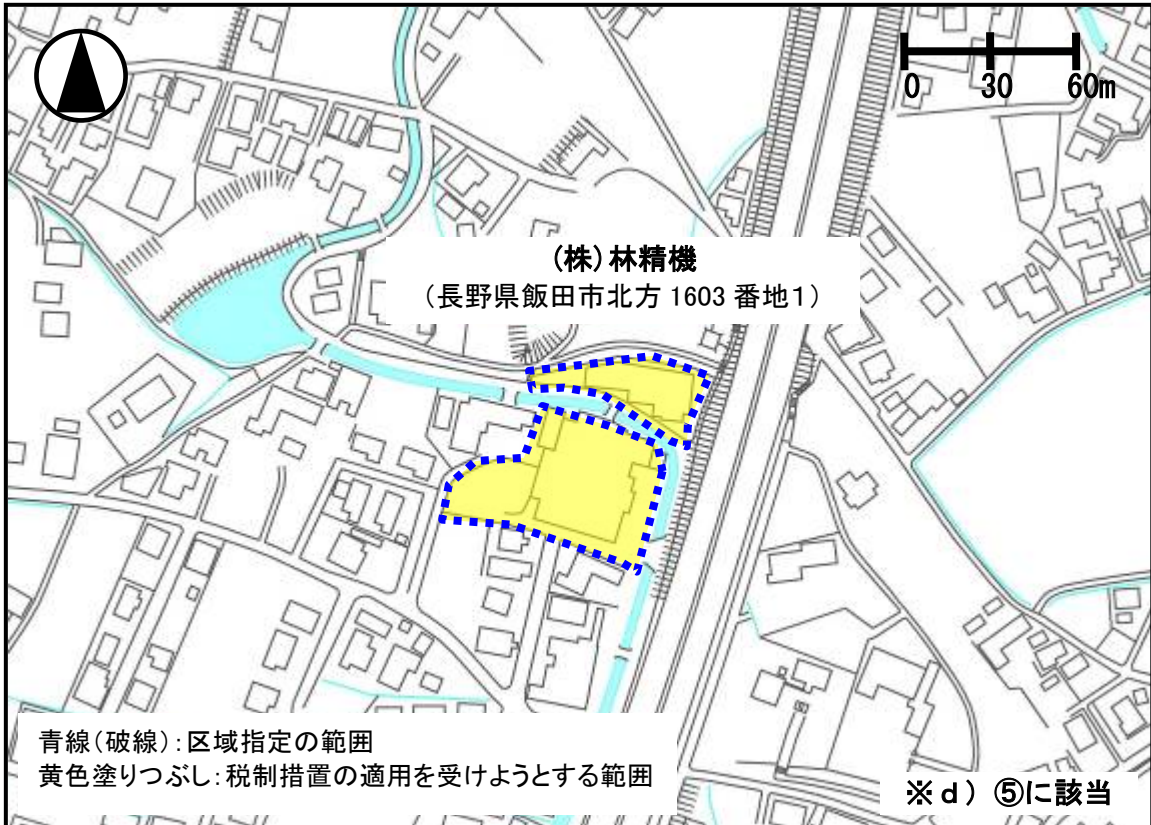 0 30 60m
(株)林精機
(長野県飯田市北方 1603 番地1)
青線(破線):区域指定の範囲
黄色塗りつぶし:税制措置の適用を受けようとする範囲
※d) ⑤に該当